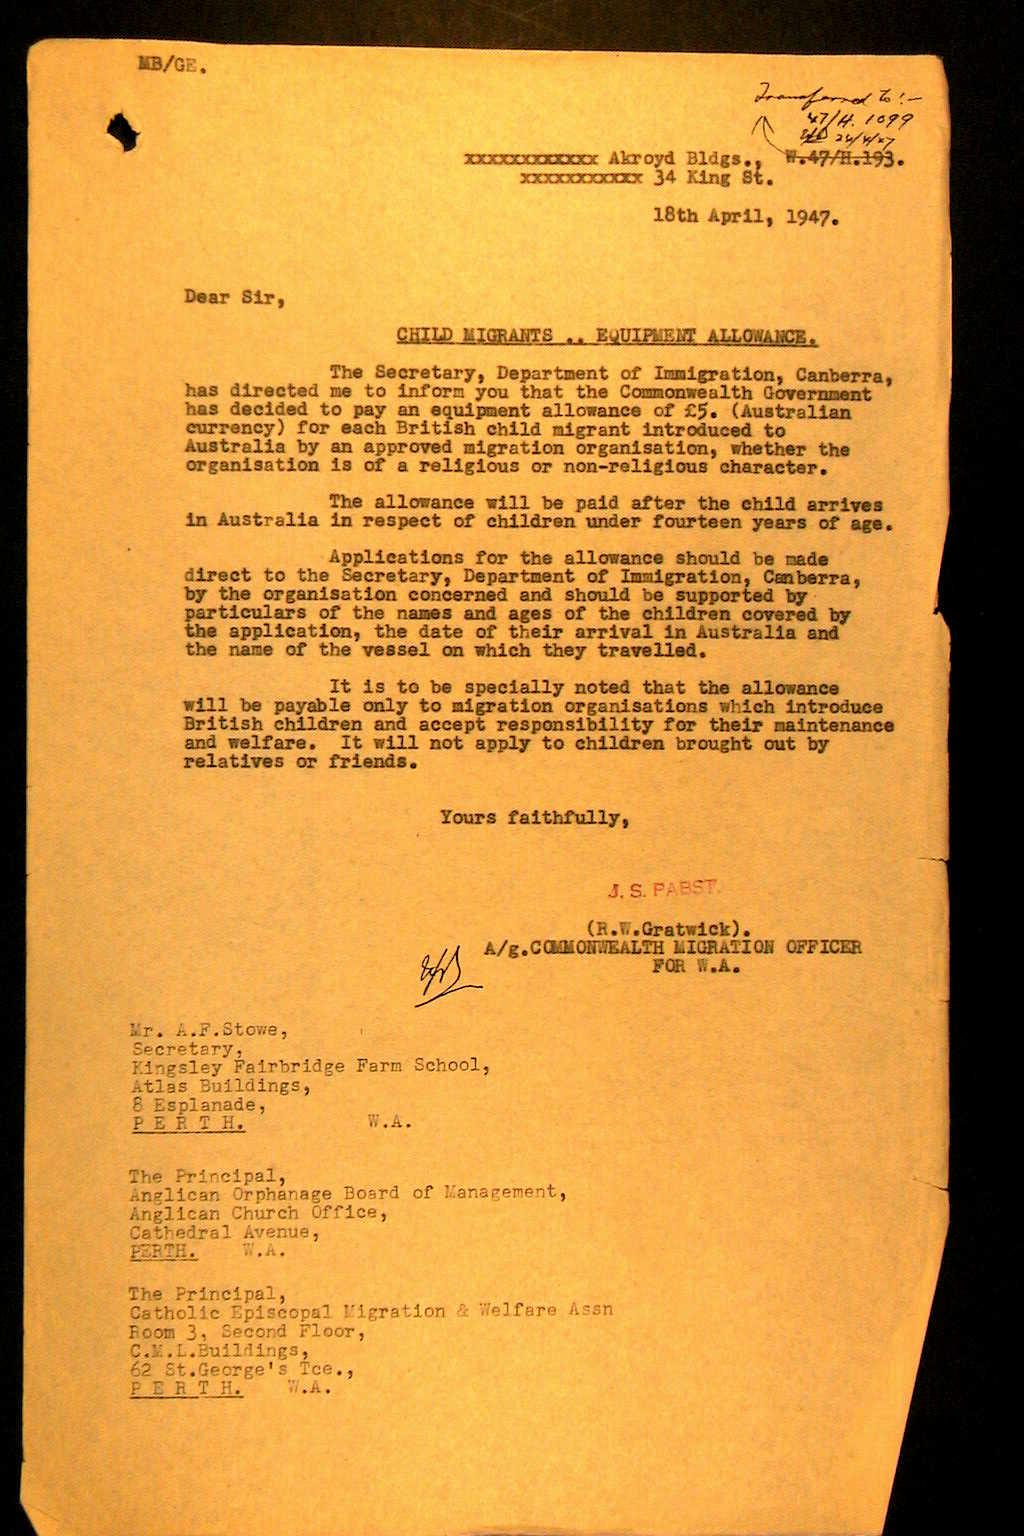 MB/GE.
Transferred to :-
47/H. 1099
24/4/47
xxxxxxxxxxxx Akroyd Bldgs., W.47/H.193.
xxxxxxxxxxx 34 King St.
18th April, 1947.
Dear Sir,
CHILD MIGRANTS .. EQUIPMENT ALLOWANCE.
The Secretary, Department of Immigration, Canberra,
has directed me to inform you that the Commonwealth Government
has decided to pay an equipment allowance of £5. (Australian
currency) for each British child migrant introduced to
Australia by an approved migration organisation, whether the
organisation is of a religious or non-religious character.
The allowance will be paid after the child arrives
in Australia in respect of children under fourteen years of age.
Applications for the allowance should be made
direct to the Secretary, Department of Immigration, Canberra,
by the organisation concerned and should be supported by
particulars of the names and ages of the children covered by
the application, the date of their arrival in Australia and
the name of the vessel on which they travelled.
It is to be specially noted that the allowance
will be payable only to migration organisations which introduce
British children and accept responsibility for their maintenance
and welfare. It will not apply to children brought out by
relatives or friends.
Yours faithfully,
J. S. PABST.
(R.W.Gratwick).
A/g.COMMONWEALTH MIGRATION OFFICER
FOR W.A.
Mr. A.F.Stowe,
Secretary,
Kingsley Fairbridge Farm School,
Atlas Buildings,
8 Esplanade,
P E R T H. W.A.
The Principal,
Anglican Orphanage Board of Management,
Anglican Church Office,
Cathedral Avenue,
PERTH. W.A.
The Principal,
Catholic Episcopal Migration & Welfare Assn
Room 3, Second Floor,
C.M.L.Buildings,
62 St.George's Tce.,
P E R T H. W.A.